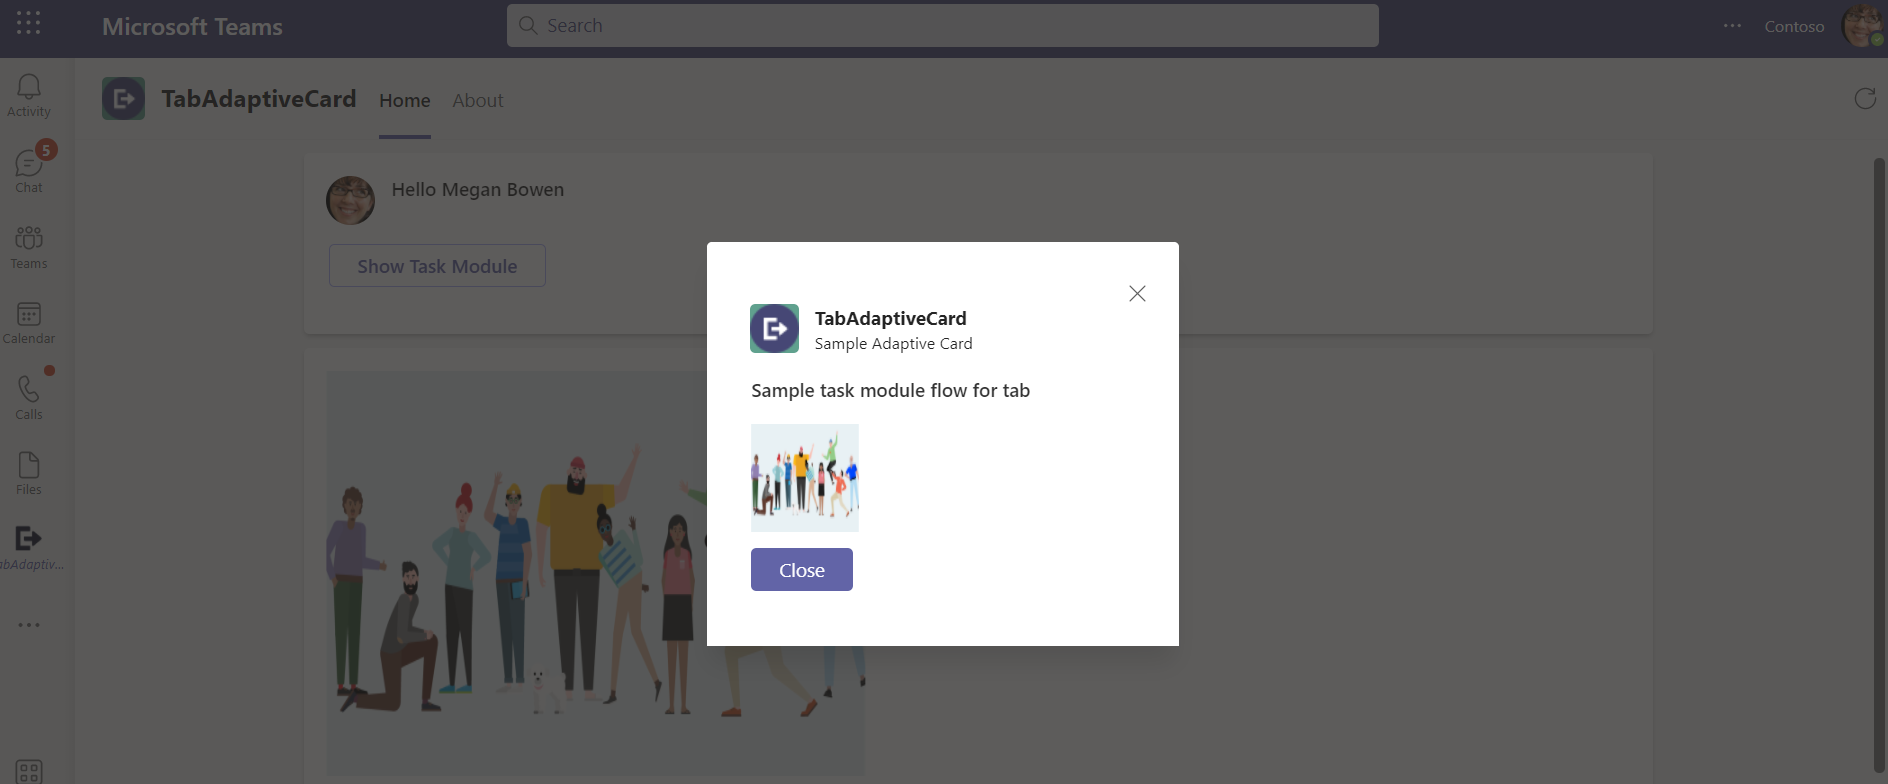 Microsoft Teams
Search
Contoso
Activity
5
Chat
Teams
Calendar
Calls
Files
abAdaptiv...
TabAdaptiveCard
Home
About
Hello Megan Bowen
Show Task Module
TabAdaptiveCard
Sample Adaptive Card
Sample task module flow for tab
Close